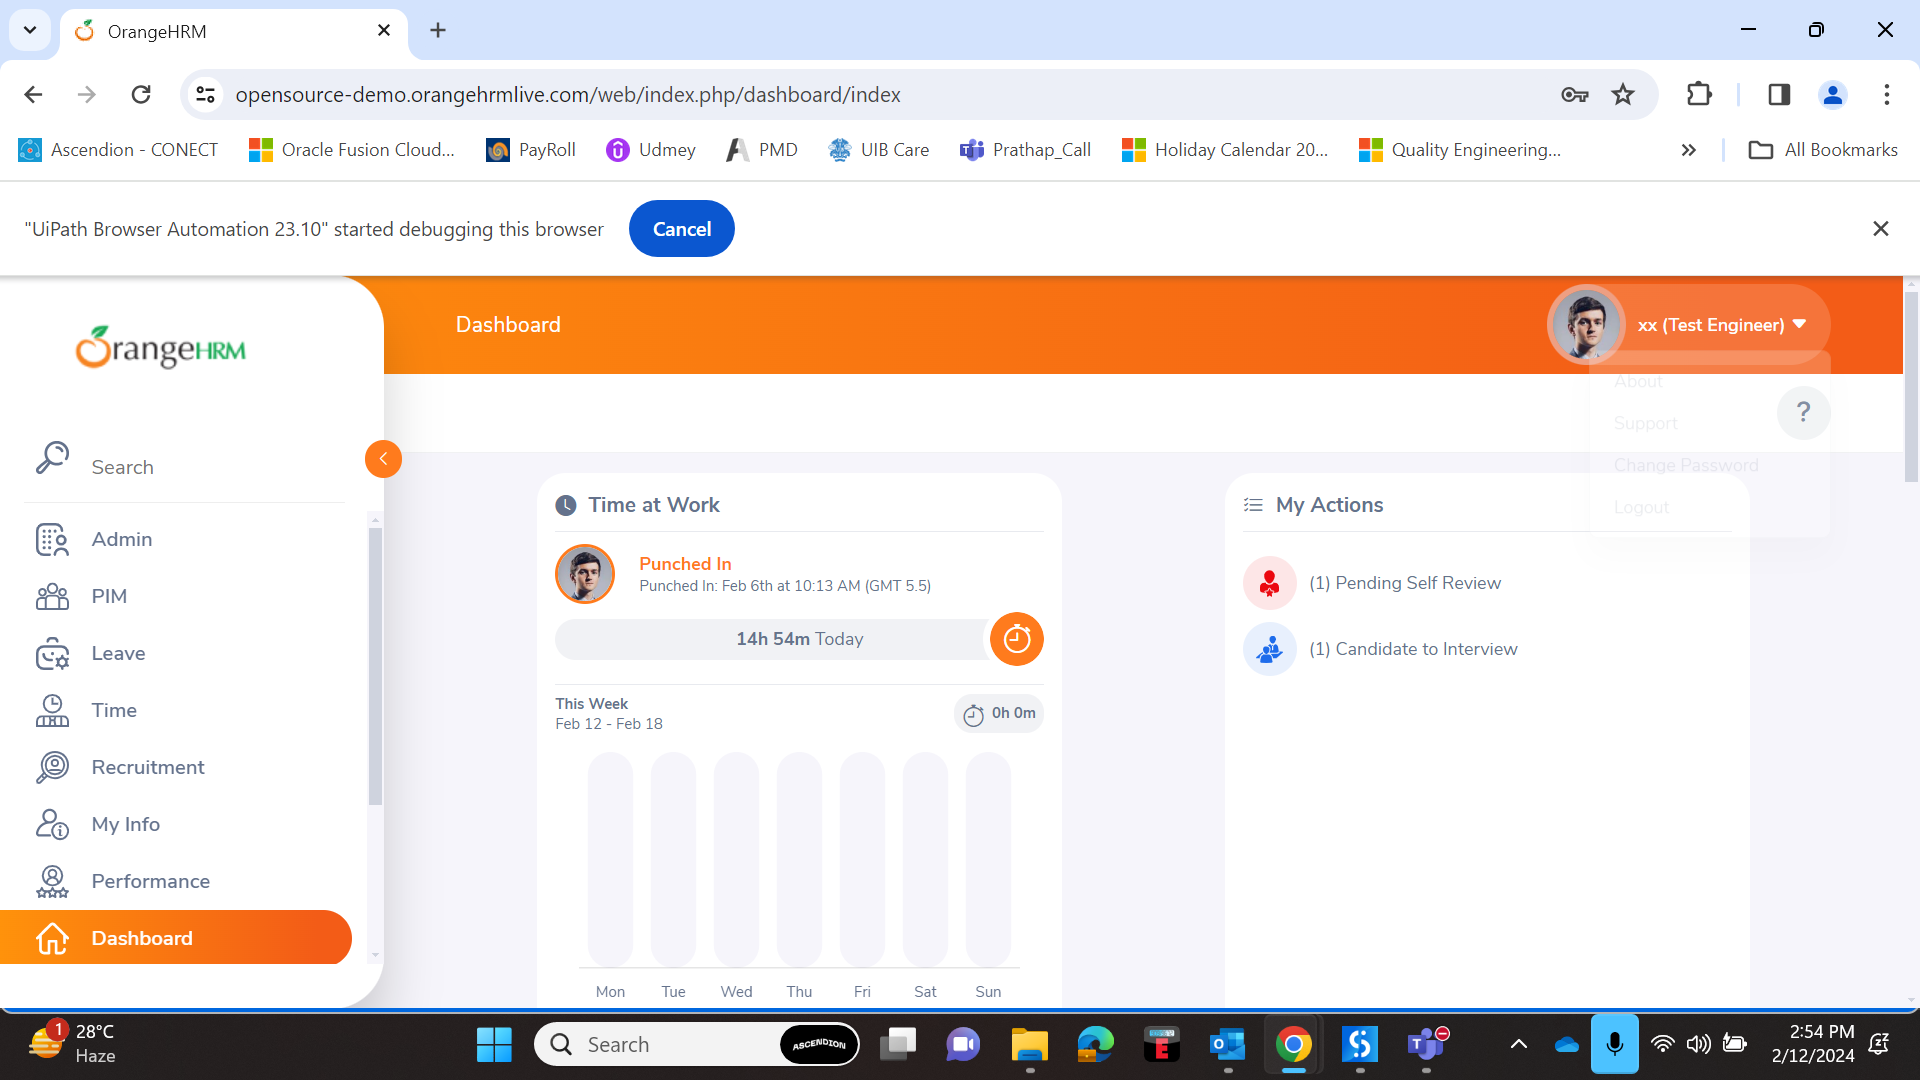 OrangeHRM
opensource-demo.orangehrmlive.com/web/index.php/dashboard/index
Ascendion - CONECT
Oracle Fusion Cloud...
PayRoll
Udmey
PMD
UIB Care
Prathap_Call
Holiday Calendar 20...
Quality Engineering...
All Bookmarks
"UiPath Browser Automation 23.10" started debugging this browser
Cancel
OrangeHRM
Dashboard
xx (Test Engineer)
About
Support
Change Password
Logout
?
Search
Admin
PIM
Leave
Time
Recruitment
My Info
Performance
Dashboard
Time at Work
Punched In
Punched In: Feb 6th at 10:13 AM (GMT 5.5)
14h 54m Today
This Week
Feb 12 - Feb 18
0h 0m
Mon Tue Wed Thu Fri Sat Sun
My Actions
(1) Pending Self Review
(1) Candidate to Interview
1
28°C
Haze
Search
ASCENDION
2:54 PM
2/12/2024